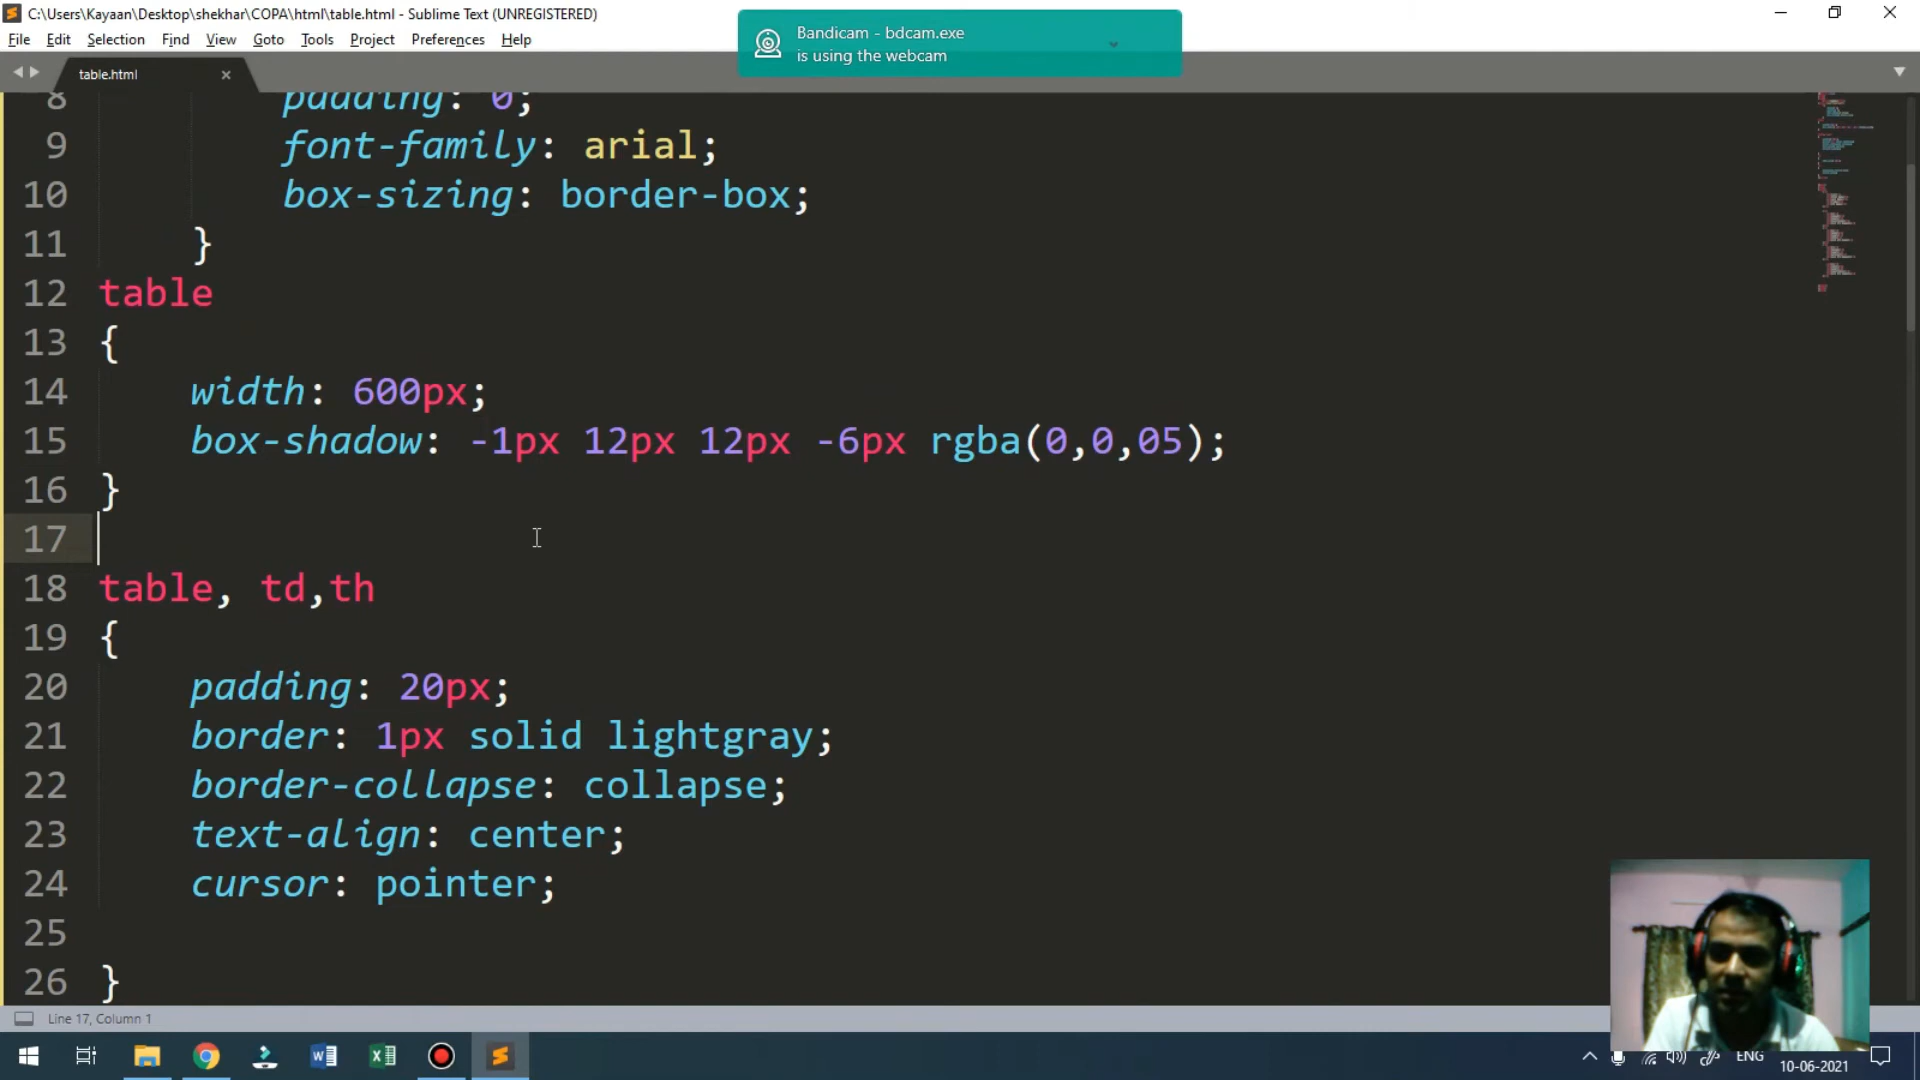 C:\Users\Kayaan\Desktop\shekhar\COPA\html\table.html - Sublime Text (UNREGISTERED)
Bandicam - bdcam.exe
is using the webcam
File Edit Selection Find View Goto Tools Project Preferences Help
table.html
8 padding: 0;
9 font-family: arial;
10 box-sizing: border-box;
11 }
12 table
13 {
14 width: 600px;
15 box-shadow: -1px 12px 12px -6px rgba(0,0,05);
16 }
17
18 table, td,th
19 {
20 padding: 20px;
21 border: 1px solid lightgray;
22 border-collapse: collapse;
23 text-align: center;
24 cursor: pointer;
25
26 }
Line 17, Column 1
ENG
10-06-2021